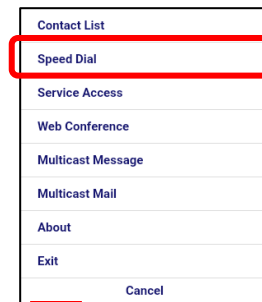 Contact List
Speed Dial
Service Access
Web Conference
Multicast Message
Multicast Mail
About
Exit
Cancel